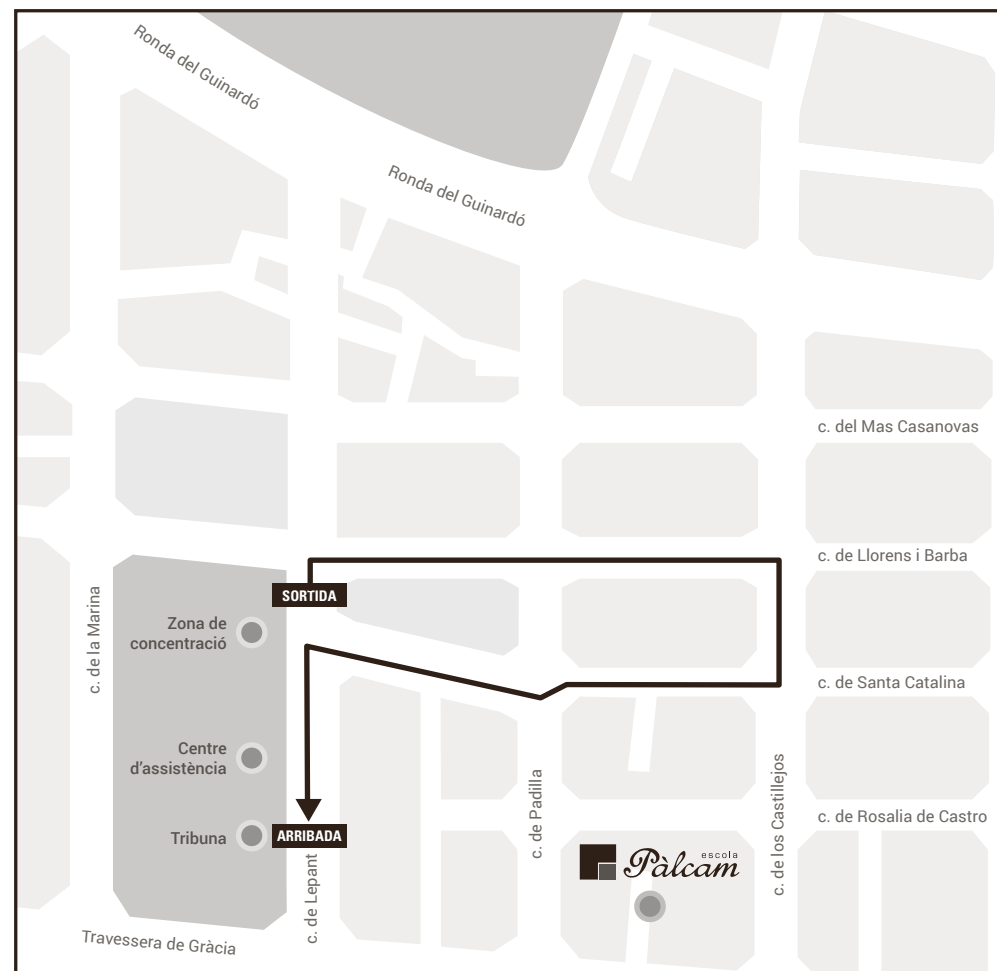 Ronda del Guinardó
Ronda del Guinardó
c. del Mas Casanovas
c. de Llorens i Barba
SORTIDA
Zona de
concentració
c. de la Marina
c. de Santa Catalina
Centre
d'assistència
c. de Padilla
c. de los Castillejos
c. de Rosalia de Castro
Tribuna
ARRIBADA
escola
Pàlcam
c. de Lepant
Travessera de Gràcia